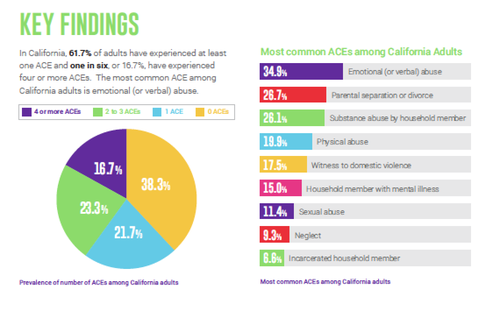 KEY FINDINGS
In California, 61.7% of adults have experienced at least
one ACE and one in six, or 16.7%, have experienced
four or more ACEs. The most common ACE among
California adults is emotional (or verbal) abuse.
4 or more ACEs
2 to 3 ACEs
1 ACE
0 ACEs
16.7%
38.3%
23.3%
21.7%
Prevalence of number of ACEs among California adults
Most common ACEs among California Adults
34.9% Emotional (or verbal) abuse
26.7% Parental separation or divorce
26.1% Substance abuse by household member
19.9% Physical abuse
17.5% Witness to domestic violence
15.0% Household member with mental illness
11.4% Sexual abuse
9.3% Neglect
6.6% Incarcerated household member
Most common ACEs among California adults